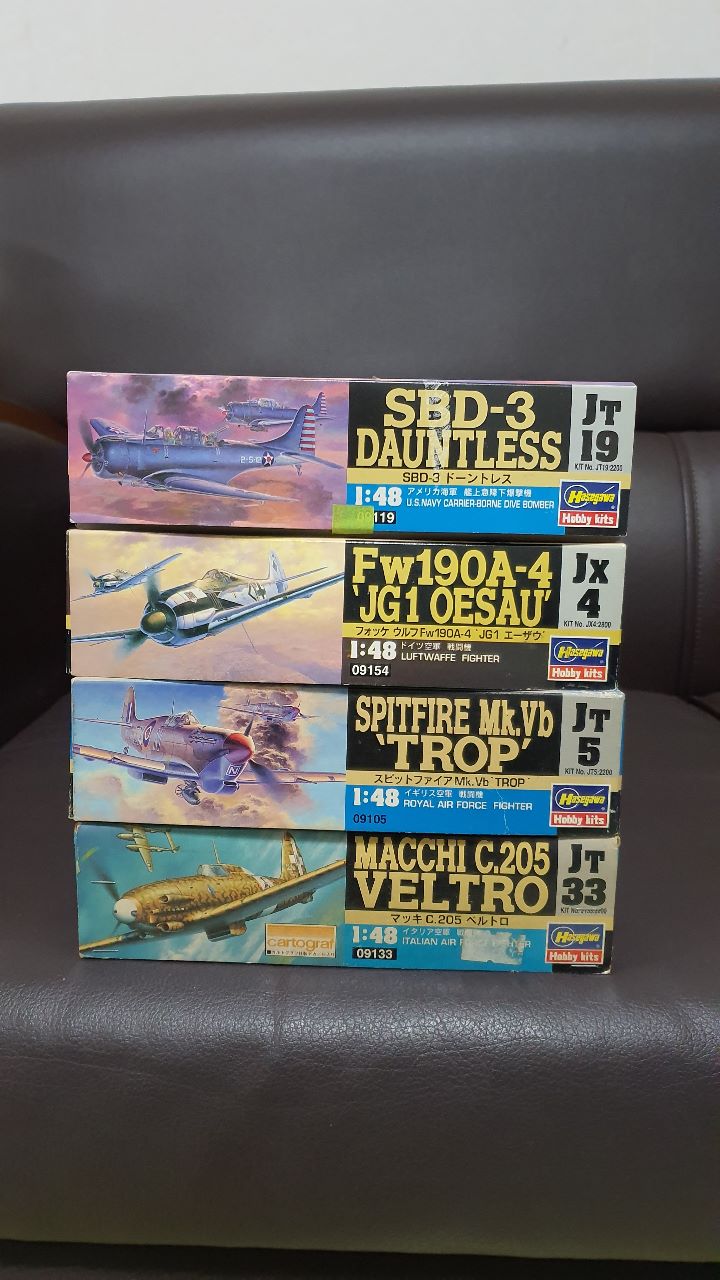 SBD-3
DAUNTLESS
SBD-3 ドーントレス
1:48 アメリカ海軍 艦上急降下爆撃機
U.S. NAVY CARRIER-BORNE DIVE BOMBER
119
JT
19
KIT No. JT19:2200
Hasegawa
Hobby kits
2-S-12
Fw190A-4
'JG1 OESAU'
フォッケ ウルフ Fw190A-4 'JG1 エーザウ'
1:48 ドイツ空軍 戦闘機
LUFTWAFFE FIGHTER
09154
JX
4
KIT No. JX4:2800
Hasegawa
Hobby kits
SPITFIRE Mk.Vb
'TROP'
スピットファイア Mk.Vb 'TROP'
1:48 イギリス空軍 戦闘機
ROYAL AIR FORCE FIGHTER
09105
JT
5
KIT No. JT5:2200
Hasegawa
Hobby kits
N
MACCHI C.205
VELTRO
マッキ C.205 ベルトロ
1:48 イタリア空軍
ITALIAN AIR FORCE FIGHTER
09133
JT
33
Hasegawa
Hobby kits
cartograf